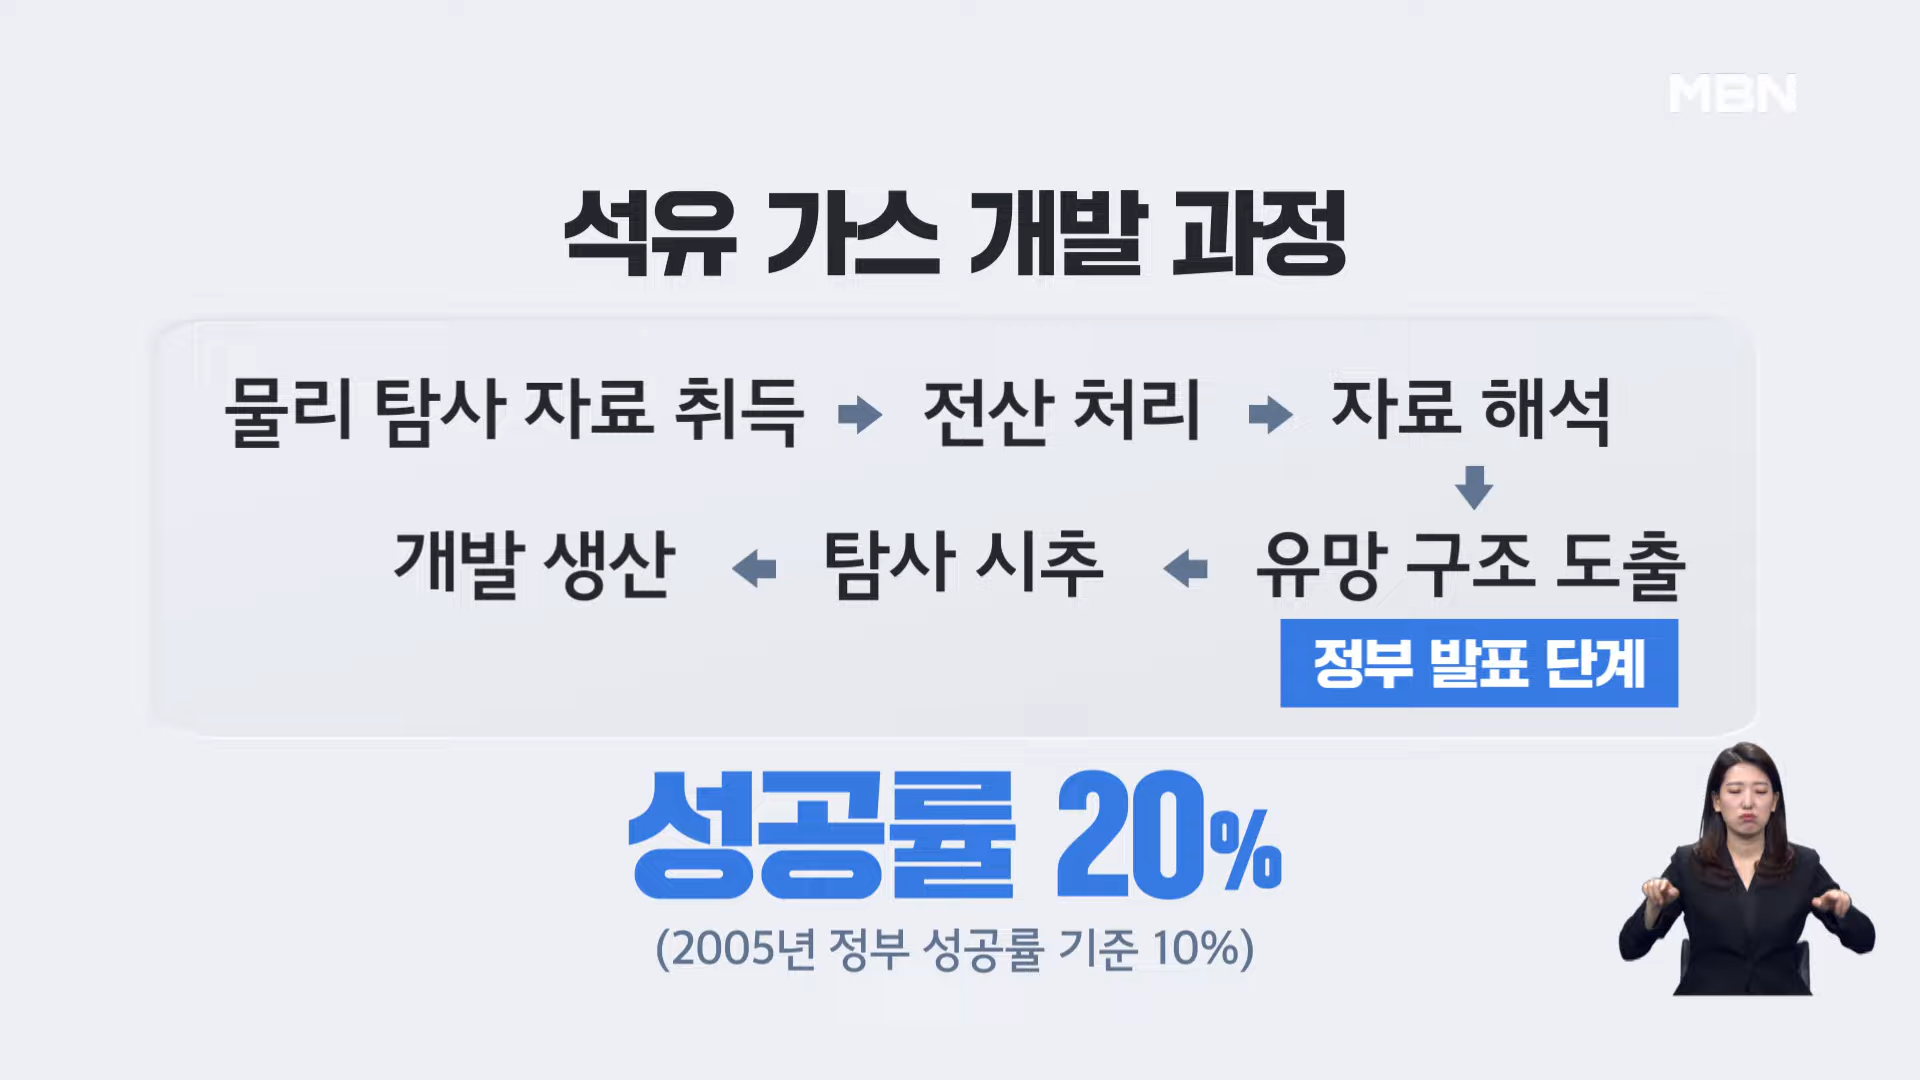 MBN
석유 가스 개발 과정
물리 탐사 자료 취득 전산 처리 자료 해석
개발 생산 탐사 시추 유망 구조 도출
정부 발표 단계
성공률 20%
(2005년 정부 성공률 기준 10%)